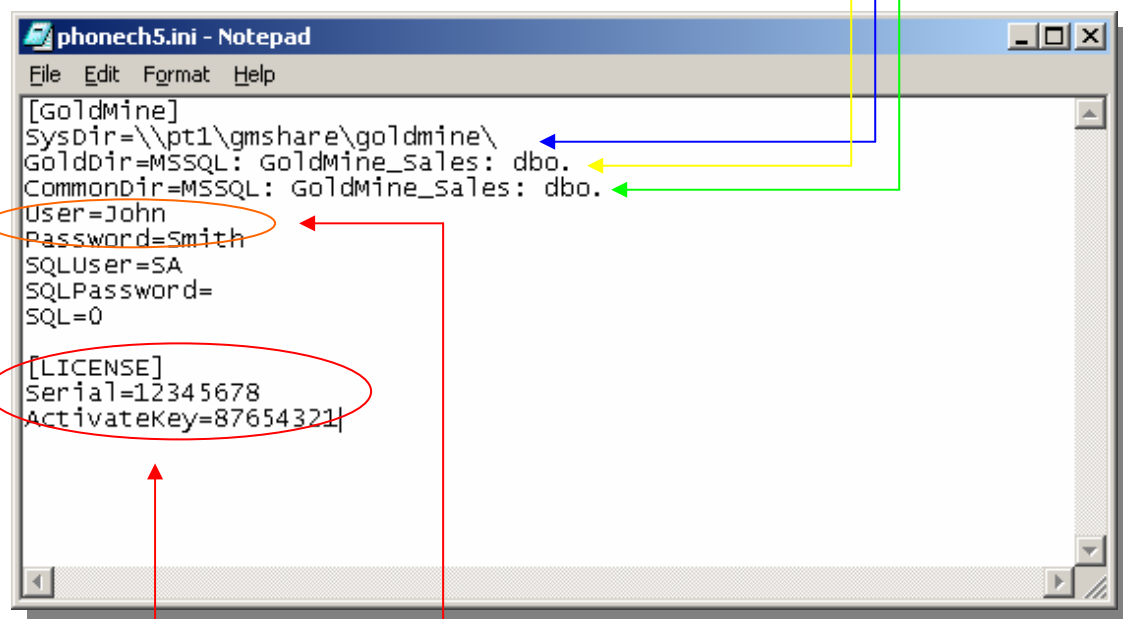 phonech5.ini - Notepad
File Edit Format Help
[GoldMine]
SysDir=\\pt1\gmshare\goldmine\
GoldDir=MSSQL: GoldMine_Sales: dbo.
CommonDir=MSSQL: GoldMine_Sales: dbo.
User=John
Password=Smith
SQLUser=SA
SQLPassword=
SQL=0
[LICENSE]
Serial=12345678
ActivateKey=87654321